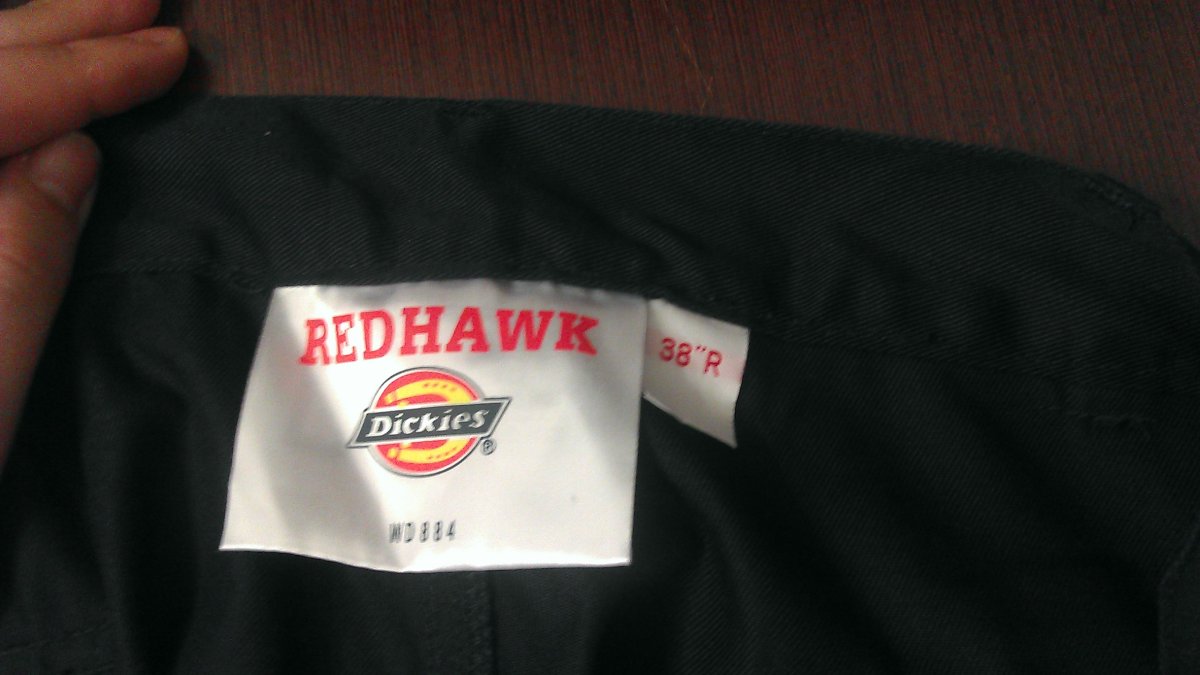 REDHAWK
38"R
Dickies
®
WD884